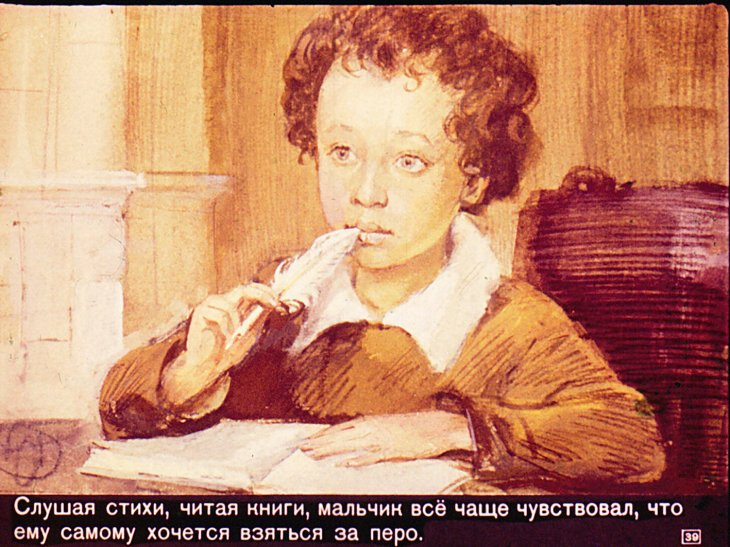 Слушая стихи, читая книги, мальчик всё чаще чувствовал, что
ему самому хочется взяться за перо.
39